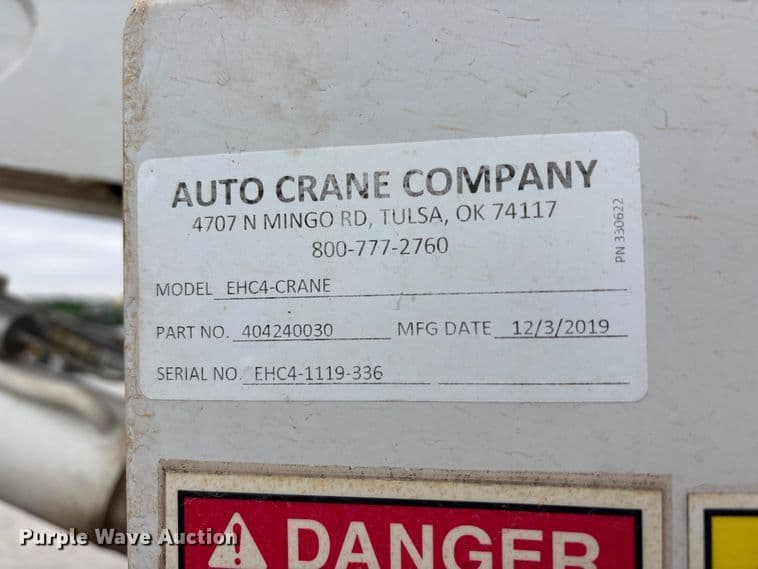 AUTO CRANE COMPANY
4707 N MINGO RD, TULSA, OK 74117
800-777-2760
PN 330622
MODEL EHC4-CRANE
PART NO. 404240030 MFG DATE 12/3/2019
SERIAL NO. EHC4-1119-336
DANGER
Purple Wave Auction